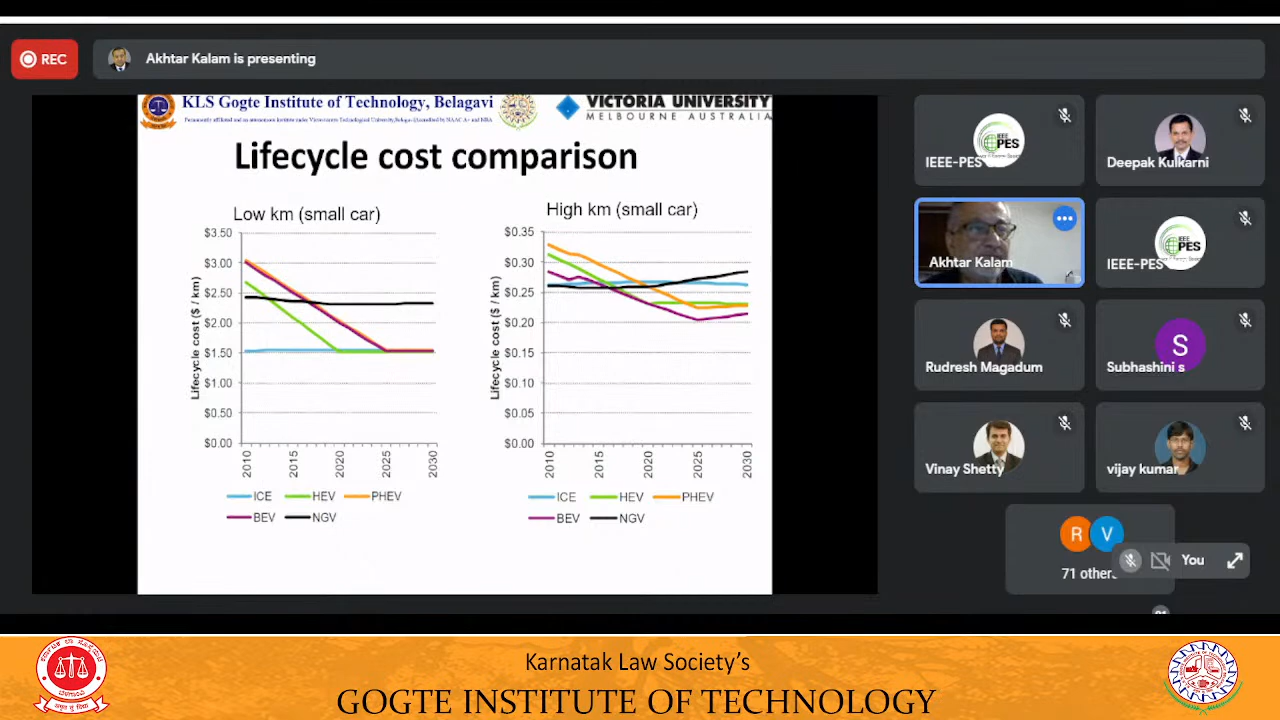 REC
Akhtar Kalam is presenting
KLS Gogte Institute of Technology, Belagavi
VICTORIA UNIVERSITY
MELBOURNE AUSTRALIA
Lifecycle cost comparison
Low km (small car)
Lifecycle cost ($ / km)
$3.50
$3.00
$2.50
$2.00
$1.50
$1.00
$0.50
$0.00
2010
2015
2020
2025
2030
ICE HEV PHEV
BEV NGV
High km (small car)
Lifecycle cost ($ / km)
$0.35
$0.30
$0.25
$0.20
$0.15
$0.10
$0.05
$0.00
2010
2015
2020
2025
2030
ICE HEV PHEV
BEV NGV
IEEE PES
IEEE-PES
Deepak Kulkarni
Akhtar Kalam
IEEE PES
IEEE-PES
Rudresh Magadum
S
Subhashini s
Vinay Shetty
vijay kumar
R V
71 others
You
Karnatak Law Society’s
GOGTE INSTITUTE OF TECHNOLOGY